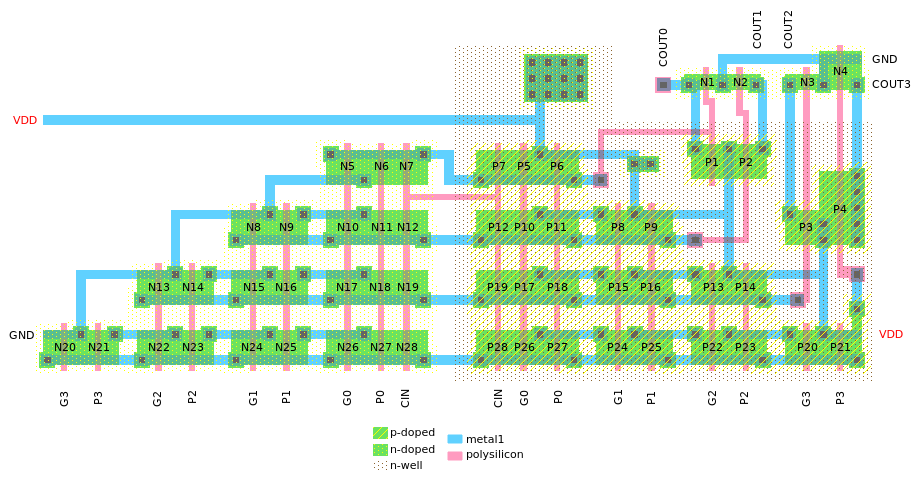 COUT0
COUT1
COUT2
GND
N4
N1 N2 N3
COUT3
VDD
N5 N6 N7 P7 P5 P6 P1 P2
P4
N8 N9 N10 N11 N12 P12 P10 P11 P8 P9 P3
N13 N14 N15 N16 N17 N18 N19 P19 P17 P18 P15 P16 P13 P14
GND
VDD
N20 N21 N22 N23 N24 N25 N26 N27 N28 P28 P26 P27 P24 P25 P22 P23 P20 P21
G3 P3 G2 P2 G1 P1 G0 P0 CIN CIN G0 P0 G1 P1 G2 P2 G3 P3
p-doped
n-doped
n-well
metal1
polysilicon